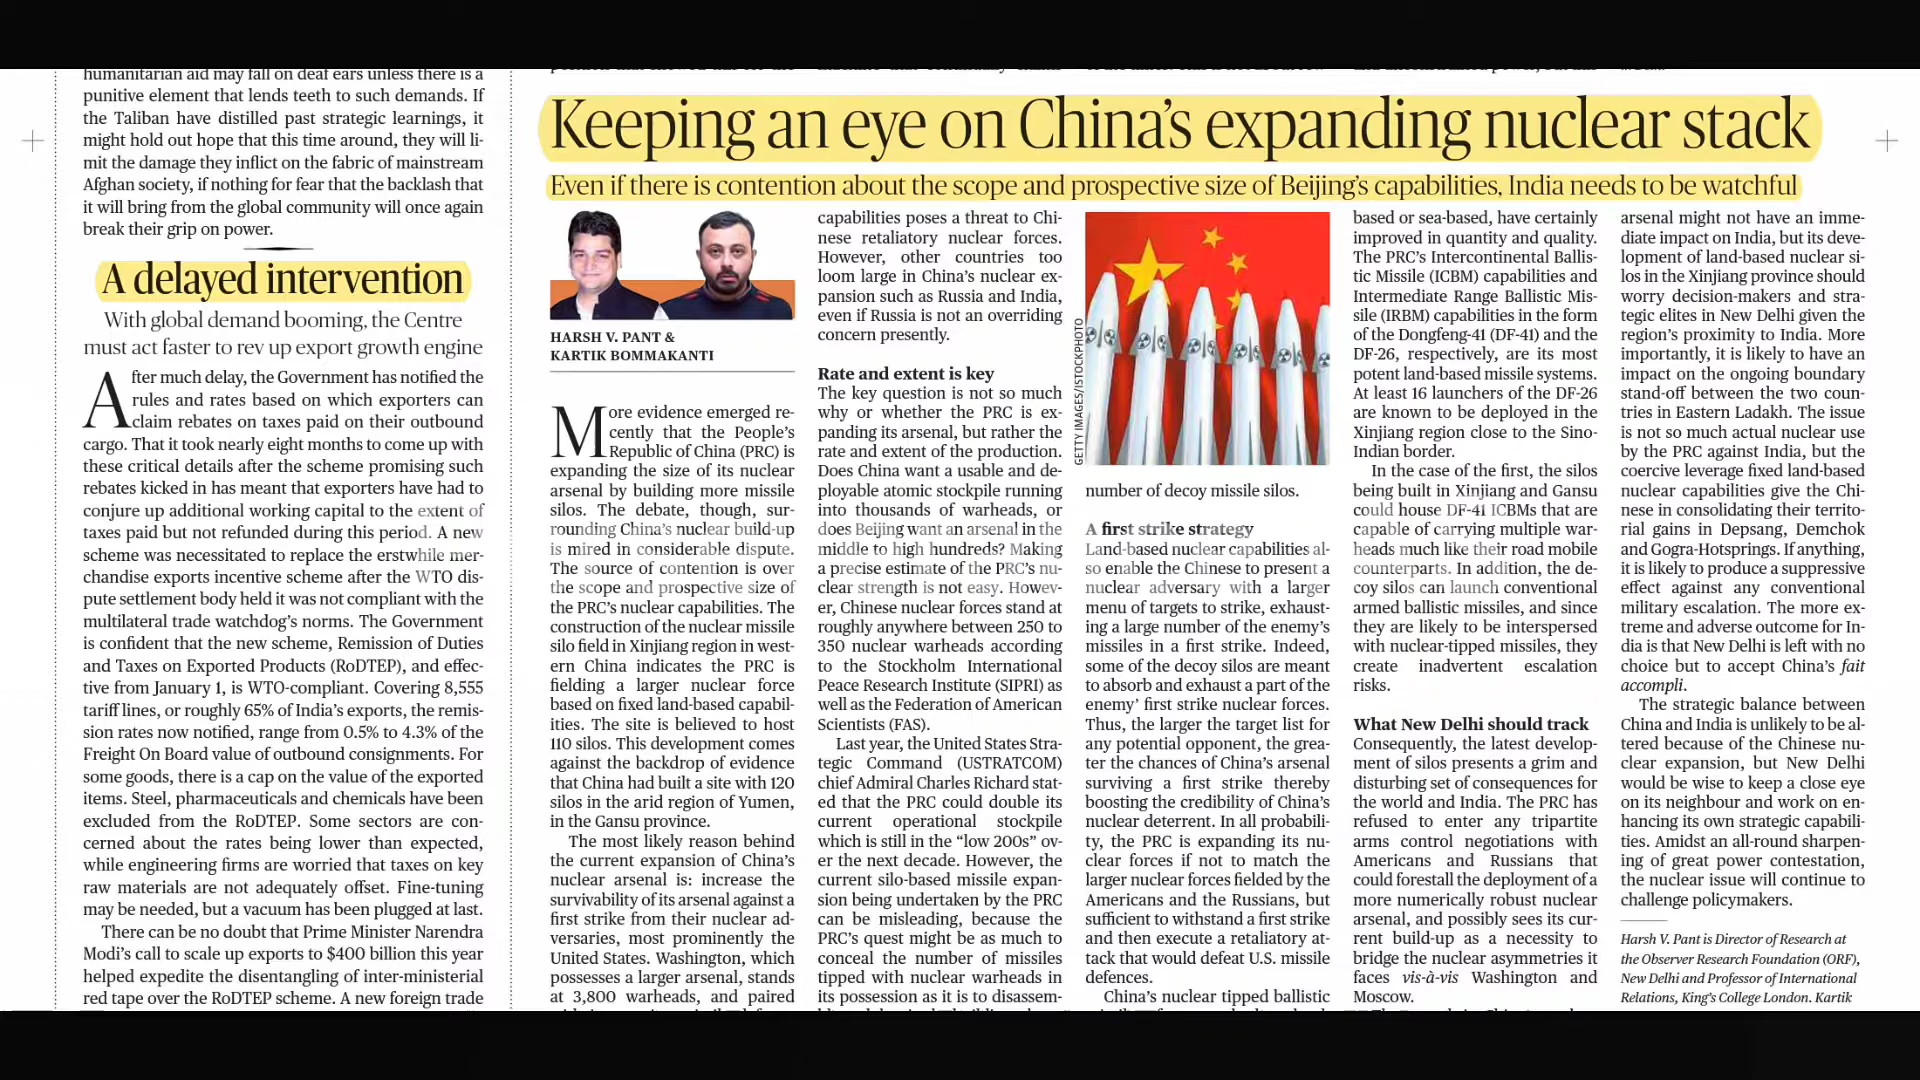 humanitarian aid may fall on deaf ears unless there is a
punitive element that lends teeth to such demands. If
the Taliban have distilled past strategic learnings, it
might hold out hope that this time around, they will li-
mit the damage they inflict on the fabric of mainstream
Afghan society, if nothing for fear that the backlash that
it will bring from the global community will once again
break their grip on power.
A delayed intervention
With global demand booming, the Centre
must act faster to rev up export growth engine
After much delay, the Government has notified the
rules and rates based on which exporters can
claim rebates on taxes paid on their outbound
cargo. That it took nearly eight months to come up with
these critical details after the scheme promising such
rebates kicked in has meant that exporters have had to
conjure up additional working capital to the extent of
taxes paid but not refunded during this period. A new
scheme was necessitated to replace the erstwhile mer-
chandise exports incentive scheme after the WTO dis-
pute settlement body held it was not compliant with the
multilateral trade watchdog's norms. The Government
is confident that the new scheme, Remission of Duties
and Taxes on Exported Products (RoDTEP), and effec-
tive from January 1, is WTO-compliant. Covering 8,555
tariff lines, or roughly 65% of India's exports, the remis-
sion rates now notified, range from 0.5% to 4.3% of the
Freight On Board value of outbound consignments. For
some goods, there is a cap on the value of the exported
items. Steel, pharmaceuticals and chemicals have been
excluded from the RoDTEP. Some sectors are con-
cerned about the rates being lower than expected,
while engineering firms are worried that taxes on key
raw materials are not adequately offset. Fine-tuning
may be needed, but a vacuum has been plugged at last.
There can be no doubt that Prime Minister Narendra
Modi's call to scale up exports to $400 billion this year
helped expedite the disentangling of inter-ministerial
red tape over the RoDTEP scheme. A new foreign trade
Keeping an eye on China's expanding nuclear stack
Even if there is contention about the scope and prospective size of Beijing's capabilities, India needs to be watchful
HARSH V. PANT &
KARTIK BOMMAKANTI
More evidence emerged re-
cently that the People's
Republic of China (PRC) is
expanding the size of its nuclear
arsenal by building more missile
silos. The debate, though, sur-
rounding China's nuclear build-up
is mired in considerable dispute.
The source of contention is over
the scope and prospective size of
the PRC's nuclear capabilities. The
construction of the nuclear missile
silo field in Xinjiang region in west-
ern China indicates the PRC is
fielding a larger nuclear force
based on fixed land-based capabil-
ities. The site is believed to host
110 silos. This development comes
against the backdrop of evidence
that China had built a site with 120
silos in the arid region of Yumen,
in the Gansu province.
The most likely reason behind
the current expansion of China's
nuclear arsenal is: increase the
survivability of its arsenal against a
first strike from their nuclear ad-
versaries, most prominently the
United States. Washington, which
possesses a larger arsenal, stands
at 3,800 warheads, and paired
capabilities poses a threat to Chi-
nese retaliatory nuclear forces.
However, other countries too
loom large in China's nuclear ex-
pansion such as Russia and India,
even if Russia is not an overriding
concern presently.
Rate and extent is key
The key question is not so much
why or whether the PRC is ex-
panding its arsenal, but rather the
rate and extent of the production.
Does China want a usable and de-
ployable atomic stockpile running
into thousands of warheads, or
does Beijing want an arsenal in the
middle to high hundreds? Making
a precise estimate of the PRC's nu-
clear strength is not easy. Howev-
er, Chinese nuclear forces stand at
roughly anywhere between 250 to
350 nuclear warheads according
to the Stockholm International
Peace Research Institute (SIPRI) as
well as the Federation of American
Scientists (FAS).
Last year, the United States Stra-
tegic Command (USTRATCOM)
chief Admiral Charles Richard stat-
ed that the PRC could double its
current operational stockpile
which is still in the “low 200s” ov-
er the next decade. However, the
current silo-based missile expan-
sion being undertaken by the PRC
can be misleading, because the
PRC's quest might be as much to
conceal the number of missiles
tipped with nuclear warheads in
its possession as it is to disassem-
GETTY IMAGES/ISTOCKPHOTO
number of decoy missile silos.
A first strike strategy
Land-based nuclear capabilities al-
so enable the Chinese to present a
nuclear adversary with a larger
menu of targets to strike, exhaust-
ing a large number of the enemy's
missiles in a first strike. Indeed,
some of the decoy silos are meant
to absorb and exhaust a part of the
enemy' first strike nuclear forces.
Thus, the larger the target list for
any potential opponent, the grea-
ter the chances of China's arsenal
surviving a first strike thereby
boosting the credibility of China's
nuclear deterrent. In all probabili-
ty, the PRC is expanding its nu-
clear forces if not to match the
larger nuclear forces fielded by the
Americans and the Russians, but
sufficient to withstand a first strike
and then execute a retaliatory at-
tack that would defeat U.S. missile
defences.
China's nuclear tipped ballistic
based or sea-based, have certainly
improved in quantity and quality.
The PRC's Intercontinental Ballis-
tic Missile (ICBM) capabilities and
Intermediate Range Ballistic Mis-
sile (IRBM) capabilities in the form
of the Dongfeng-41 (DF-41) and the
DF-26, respectively, are its most
potent land-based missile systems.
At least 16 launchers of the DF-26
are known to be deployed in the
Xinjiang region close to the Sino-
Indian border.
In the case of the first, the silos
being built in Xinjiang and Gansu
could house DF-41 ICBMs that are
capable of carrying multiple war-
heads much like their road mobile
counterparts. In addition, the de-
coy silos can launch conventional
armed ballistic missiles, and since
they are likely to be interspersed
with nuclear-tipped missiles, they
create inadvertent escalation
risks.
What New Delhi should track
Consequently, the latest develop-
ment of silos presents a grim and
disturbing set of consequences for
the world and India. The PRC has
refused to enter any tripartite
arms control negotiations with
Americans and Russians that
could forestall the deployment of a
more numerically robust nuclear
arsenal, and possibly sees its cur-
rent build-up as a necessity to
bridge the nuclear asymmetries it
faces vis-à-vis Washington and
Moscow.
arsenal might not have an imme-
diate impact on India, but its deve-
lopment of land-based nuclear si-
los in the Xinjiang province should
worry decision-makers and stra-
tegic elites in New Delhi given the
region's proximity to India. More
importantly, it is likely to have an
impact on the ongoing boundary
stand-off between the two coun-
tries in Eastern Ladakh. The issue
is not so much actual nuclear use
by the PRC against India, but the
coercive leverage fixed land-based
nuclear capabilities give the Chi-
nese in consolidating their territo-
rial gains in Depsang, Demchok
and Gogra-Hotsprings. If anything,
it is likely to produce a suppressive
effect against any conventional
military escalation. The more ex-
treme and adverse outcome for In-
dia is that New Delhi is left with no
choice but to accept China's fait
accompli.
The strategic balance between
China and India is unlikely to be al-
tered because of the Chinese nu-
clear expansion, but New Delhi
would be wise to keep a close eye
on its neighbour and work on en-
hancing its own strategic capabili-
ties. Amidst an all-round sharpen-
ing of great power contestation,
the nuclear issue will continue to
challenge policymakers.
Harsh V. Pant is Director of Research at
the Observer Research Foundation (ORF),
New Delhi and Professor of International
Relations, King's College London. Kartik